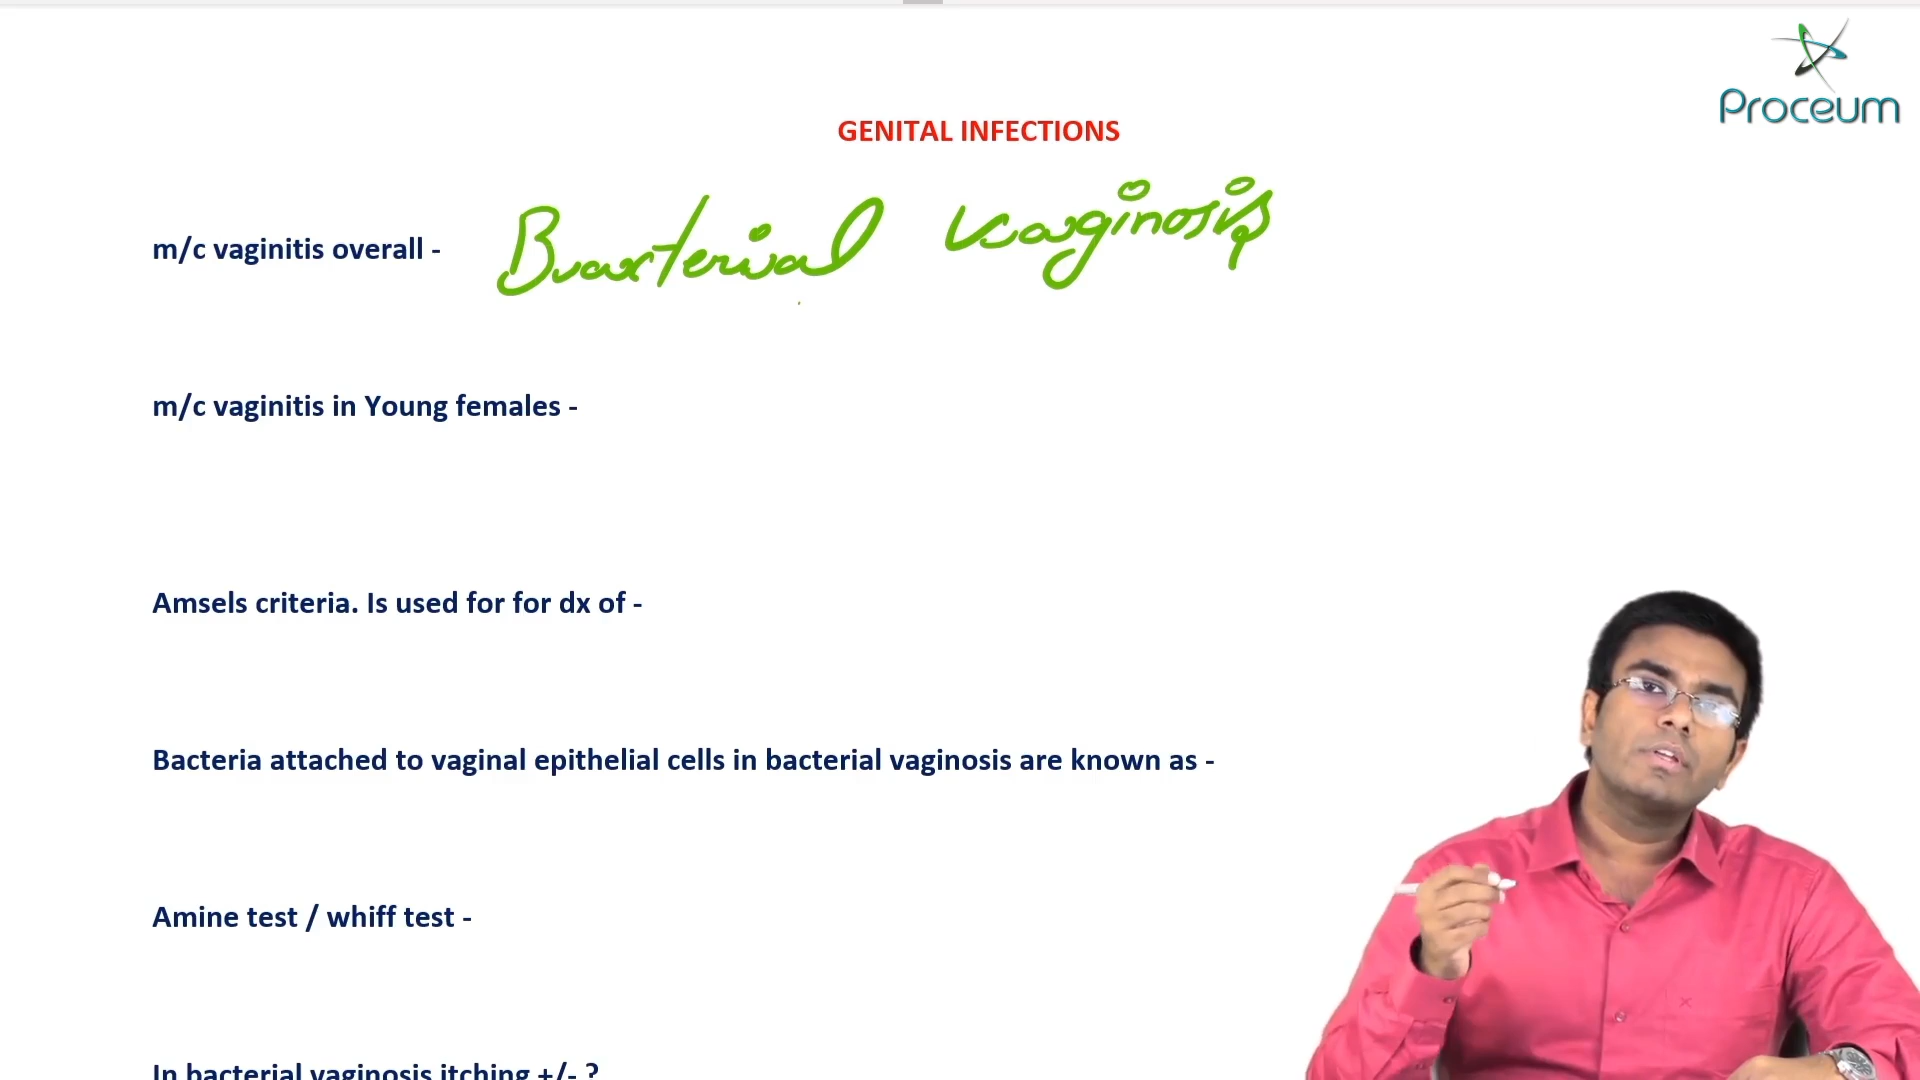 Proceum
GENITAL INFECTIONS
m/c vaginitis overall - Bacterial vaginosis
m/c vaginitis in Young females -
Amsels criteria. Is used for for dx of -
Bacteria attached to vaginal epithelial cells in bacterial vaginosis are known as -
Amine test / whiff test -
In bacterial vaginosis itching +/- ?